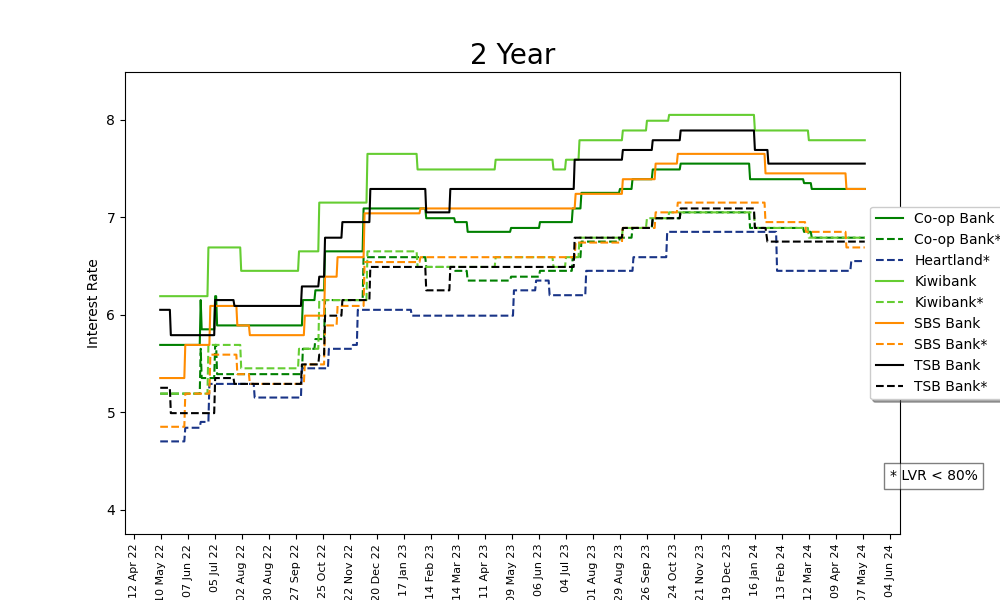 2 Year
Interest Rate
8
7
6
5
4
12 Apr 22
10 May 22
07 Jun 22
05 Jul 22
02 Aug 22
30 Aug 22
27 Sep 22
25 Oct 22
22 Nov 22
20 Dec 22
17 Jan 23
14 Feb 23
14 Mar 23
11 Apr 23
09 May 23
06 Jun 23
04 Jul 23
01 Aug 23
29 Aug 23
26 Sep 23
24 Oct 23
21 Nov 23
19 Dec 23
16 Jan 24
13 Feb 24
12 Mar 24
09 Apr 24
07 May 24
04 Jun 24
Co-op Bank
Co-op Bank*
Heartland*
Kiwibank
Kiwibank*
SBS Bank
SBS Bank*
TSB Bank
TSB Bank*
* LVR < 80%